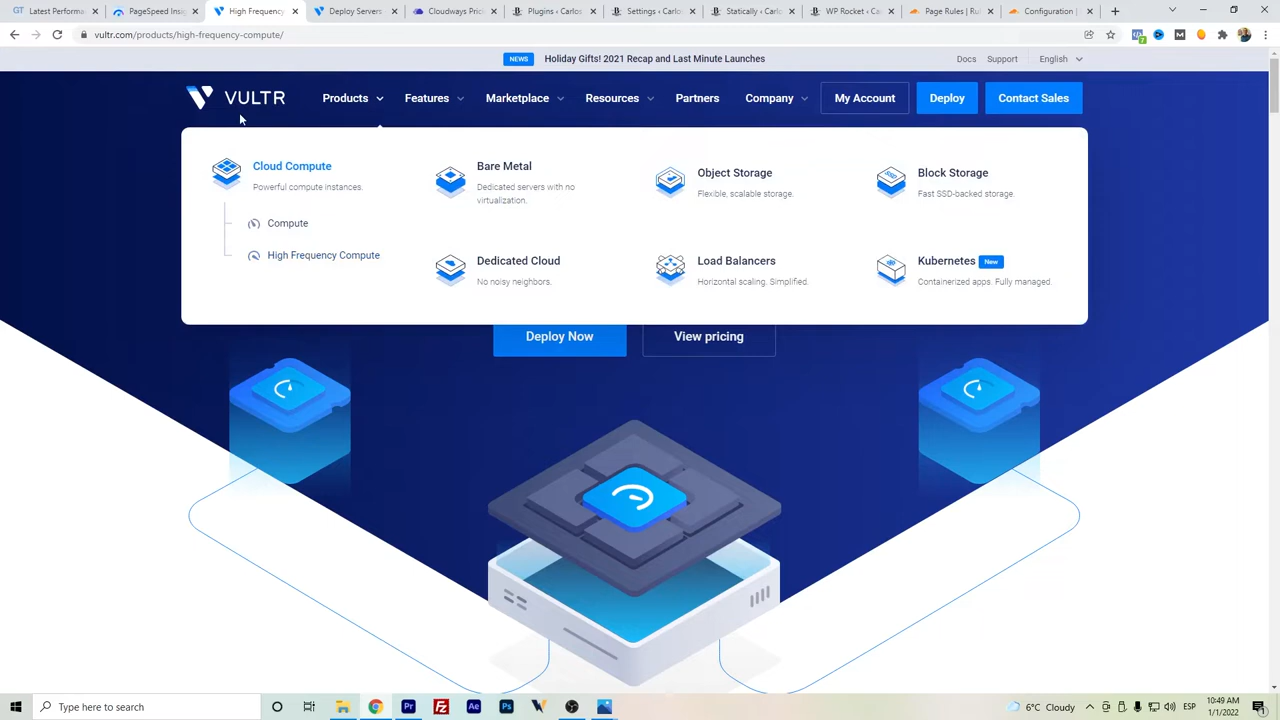 Latest Performa
PageSpeed Insig
High Frequency
Deploy Servers
Cloudways Pric
Plugins ‹ Carlos
Settings ‹ Carlo
Statically ‹ Carlo
WP Rocket ‹ Ca
Page Rules | Ru
Configuration |
vultr.com/products/high-frequency-compute/
NEWS Holiday Gifts! 2021 Recap and Last Minute Launches
Docs Support English
VULTR Products Features Marketplace Resources Partners Company My Account Deploy Contact Sales
Cloud Compute
Powerful compute instances.
Compute
High Frequency Compute
Bare Metal
Dedicated servers with no
virtualization.
Dedicated Cloud
No noisy neighbors.
Object Storage
Flexible, scalable storage.
Load Balancers
Horizontal scaling. Simplified.
Block Storage
Fast SSD-backed storage.
Kubernetes New
Containerized apps. Fully managed.
Deploy Now View pricing
Type here to search
6°C Cloudy
ESP
10:49 AM
1/1/2022